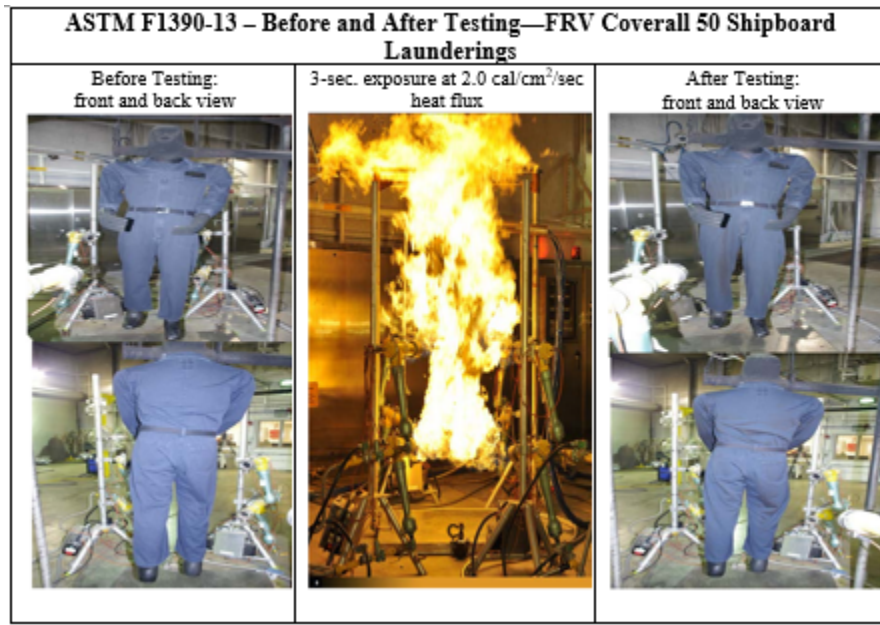 ASTM F1390-13 – Before and After Testing—FRV Coverall 50 Shipboard
Launderings
Before Testing:
front and back view
3-sec. exposure at 2.0 cal/cm²/sec
heat flux
After Testing:
front and back view